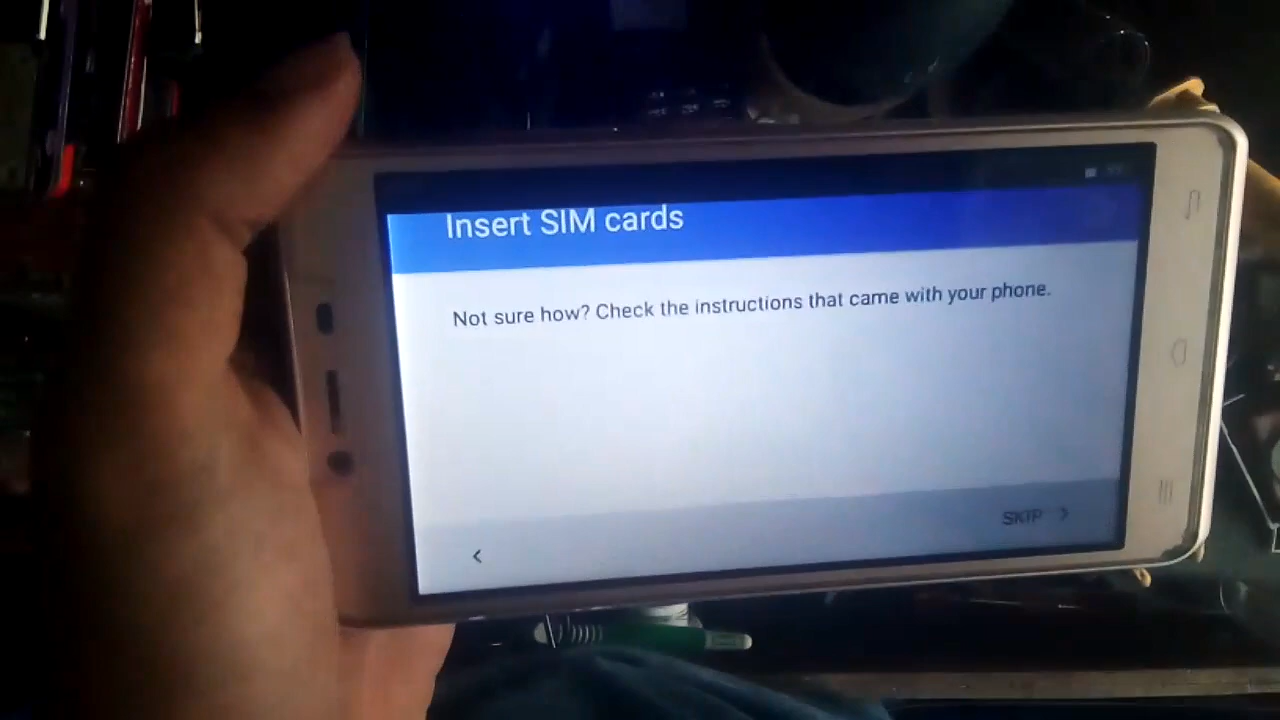 Insert SIM cards
Not sure how? Check the instructions that came with your phone.
SKIP